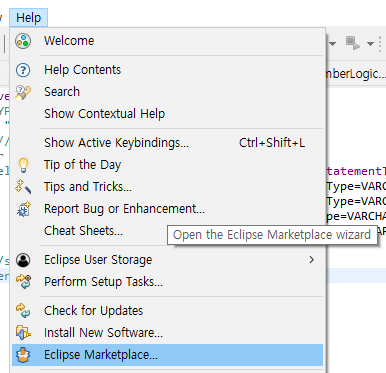 Help
Welcome
Help Contents
Search
Show Contextual Help
Show Active Keybindings... Ctrl+Shift+L
Tip of the Day
Tips and Tricks...
Report Bug or Enhancement...
Cheat Sheets...
Open the Eclipse Marketplace wizard
Eclipse User Storage
Perform Setup Tasks...
Check for Updates
Install New Software...
Eclipse Marketplace...
mberLogic...
tatementT
Type=VARC
Type=VARC
ype=VARCHA